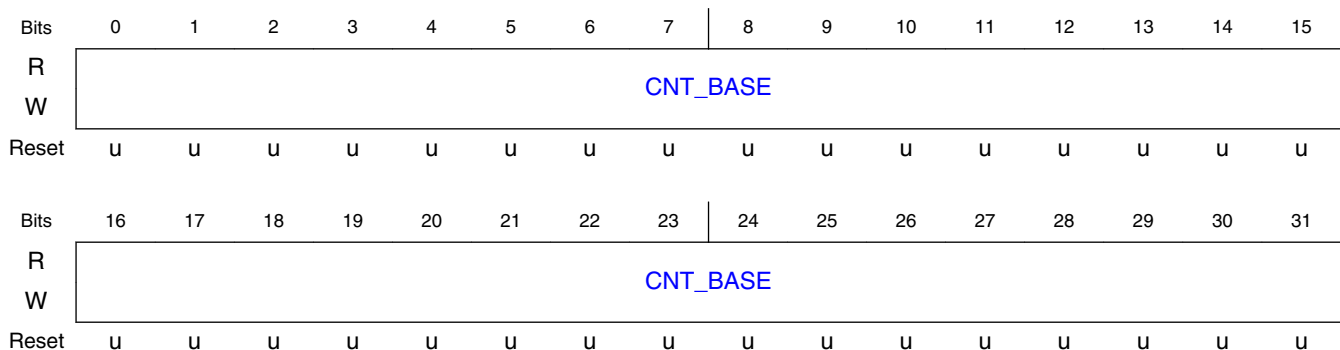 Bits 0 1 2 3 4 5 6 7 8 9 10 11 12 13 14 15
R
CNT_BASE
W
Reset u u u u u u u u u u u u u u u u
Bits 16 17 18 19 20 21 22 23 24 25 26 27 28 29 30 31
R
CNT_BASE
W
Reset u u u u u u u u u u u u u u u u